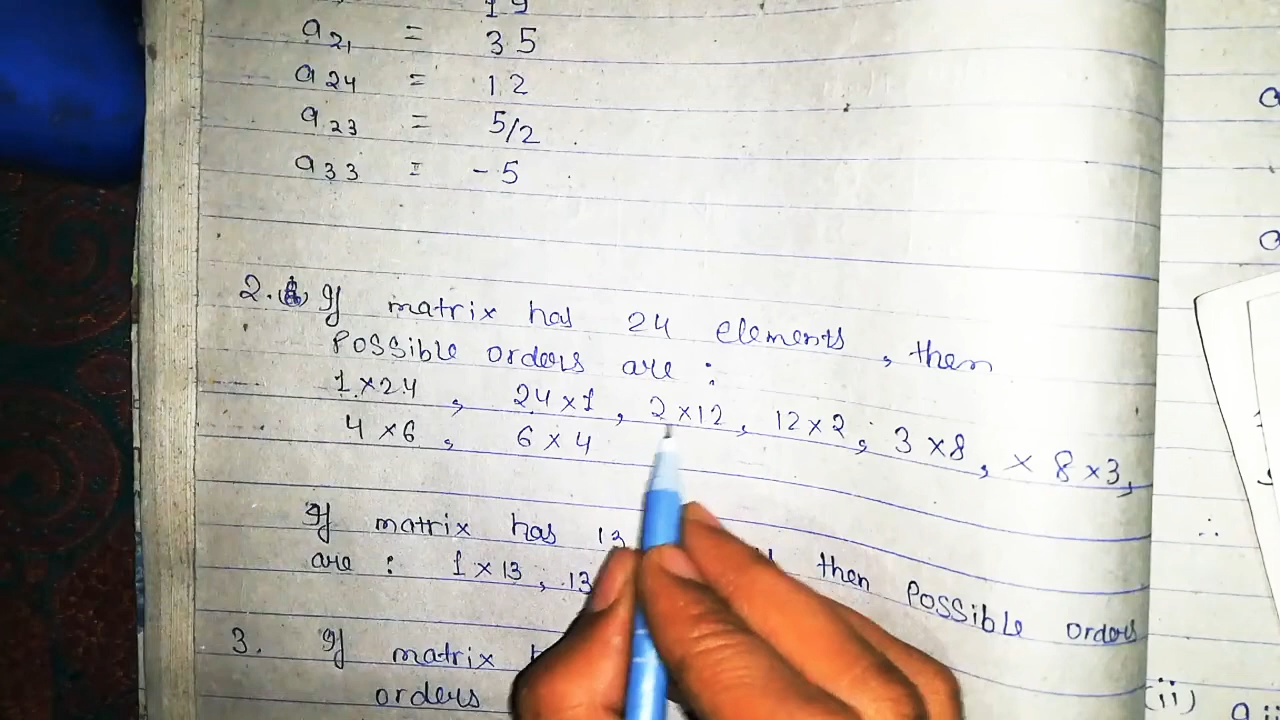 19
a21 = 35
a24 = 12
a23 = 5/2
a33 = -5
2. If matrix has 24 elements, then
Possible orders are :
1×24, 24×1, 2×12, 12×2, 3×8, × 8×3,
4×6, 6×4
If matrix has 13 then Possible orders
are : 1×13, 13
3. If matrix
orders
(ii)